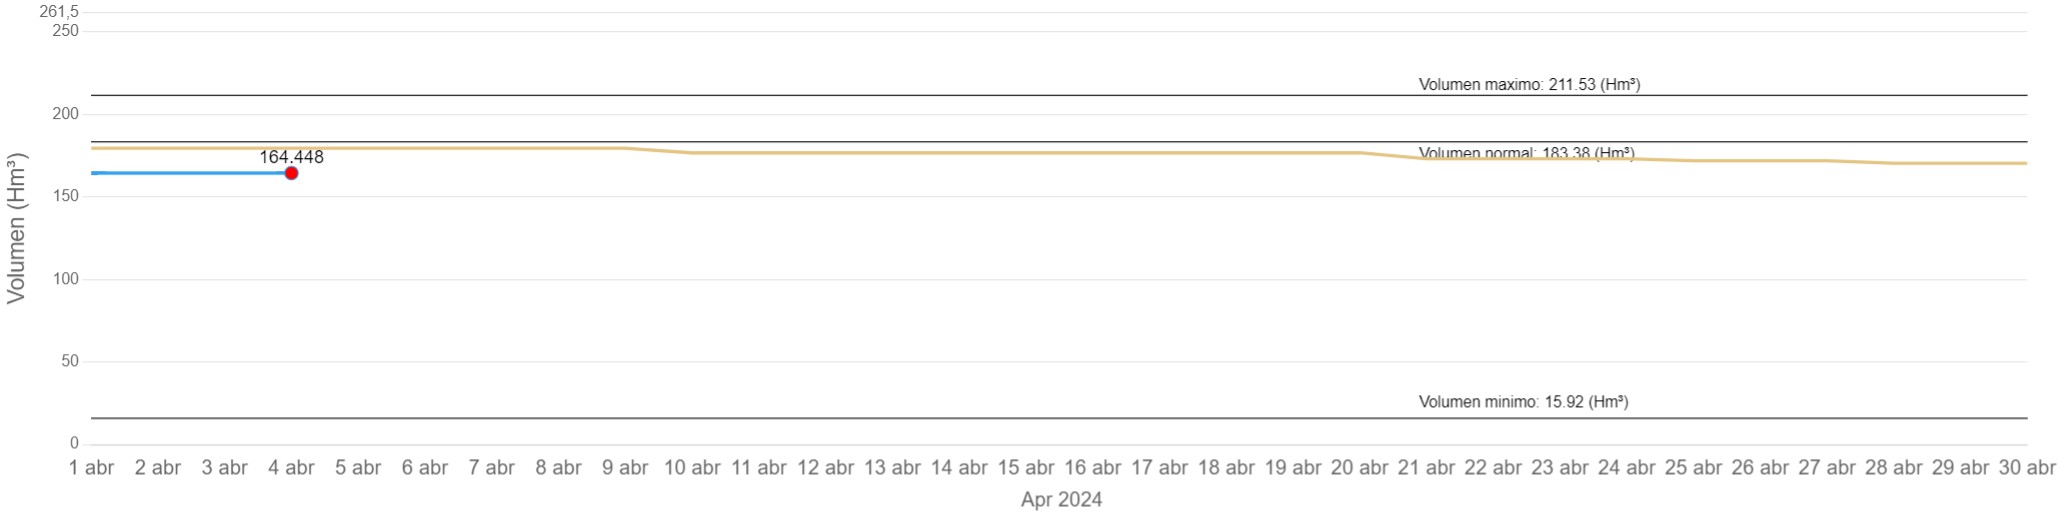 261,5
250
Volumen maximo: 211.53 (Hm³)
200
Volumen normal: 183.38 (Hm³)
164.448
150
Volumen (Hm³)
100
50
Volumen minimo: 15.92 (Hm³)
0
1 abr 2 abr 3 abr 4 abr 5 abr 6 abr 7 abr 8 abr 9 abr 10 abr 11 abr 12 abr 13 abr 14 abr 15 abr 16 abr 17 abr 18 abr 19 abr 20 abr 21 abr 22 abr 23 abr 24 abr 25 abr 26 abr 27 abr 28 abr 29 abr 30 abr
Apr 2024